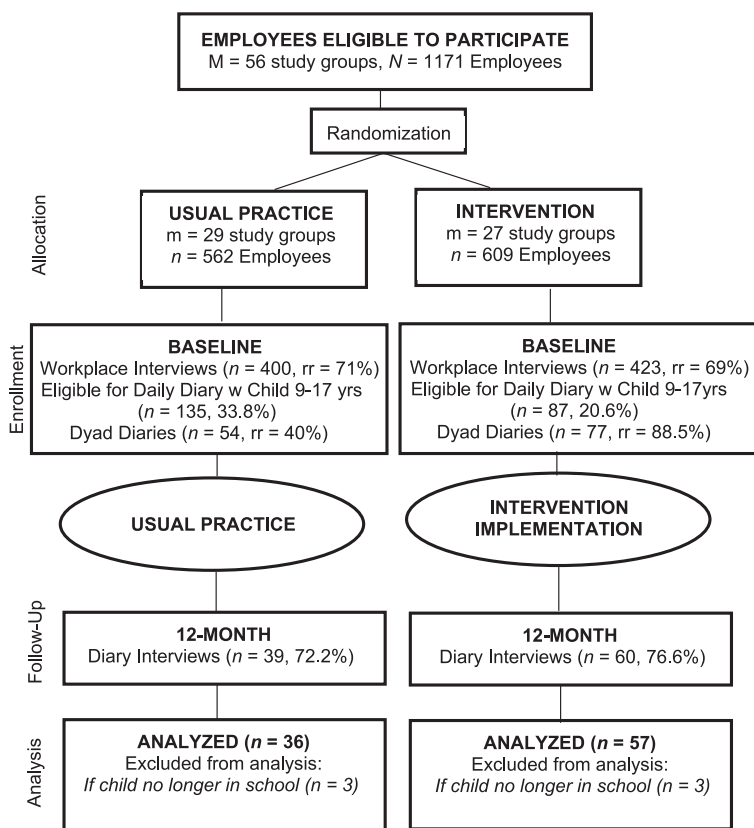 EMPLOYEES ELIGIBLE TO PARTICIPATE
M = 56 study groups, N = 1171 Employees
Randomization
Allocation
USUAL PRACTICE
m = 29 study groups
n = 562 Employees
INTERVENTION
m = 27 study groups
n = 609 Employees
Enrollment
BASELINE
Workplace Interviews (n = 400, rr = 71%)
Eligible for Daily Diary w Child 9-17 yrs
(n = 135, 33.8%)
Dyad Diaries (n = 54, rr = 40%)
BASELINE
Workplace Interviews (n = 423, rr = 69%)
Eligible for Daily Diary w Child 9-17yrs
(n = 87, 20.6%)
Dyad Diaries (n = 77, rr = 88.5%)
USUAL PRACTICE
INTERVENTION
IMPLEMENTATION
Follow-Up
12-MONTH
Diary Interviews (n = 39, 72.2%)
12-MONTH
Diary Interviews (n = 60, 76.6%)
Analysis
ANALYZED (n = 36)
Excluded from analysis:
If child no longer in school (n = 3)
ANALYZED (n = 57)
Excluded from analysis:
If child no longer in school (n = 3)